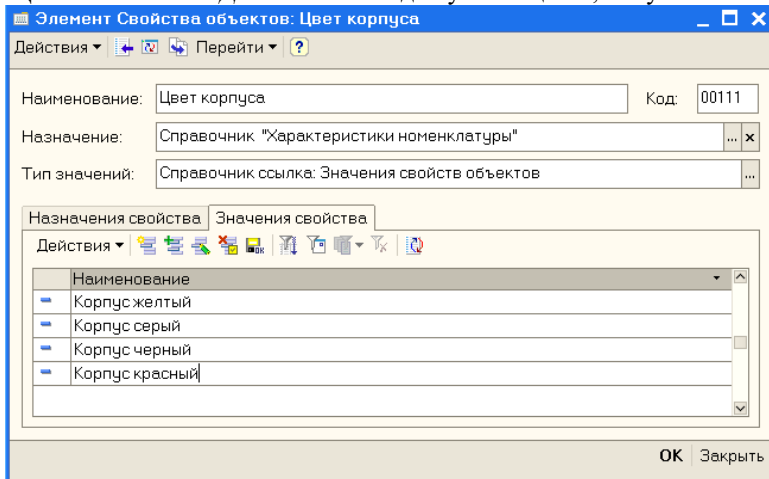 Элемент Свойства объектов: Цвет корпуса
Действия Перейти
Наименование: Цвет корпуса Код: 00111
Назначение: Справочник "Характеристики номенклатуры" ... x
Тип значений: Справочник ссылка: Значения свойств объектов ...
Назначения свойства Значения свойства
Действия
Наименование
Корпус желтый
Корпус серый
Корпус черный
Корпус красный
OK Закрыть